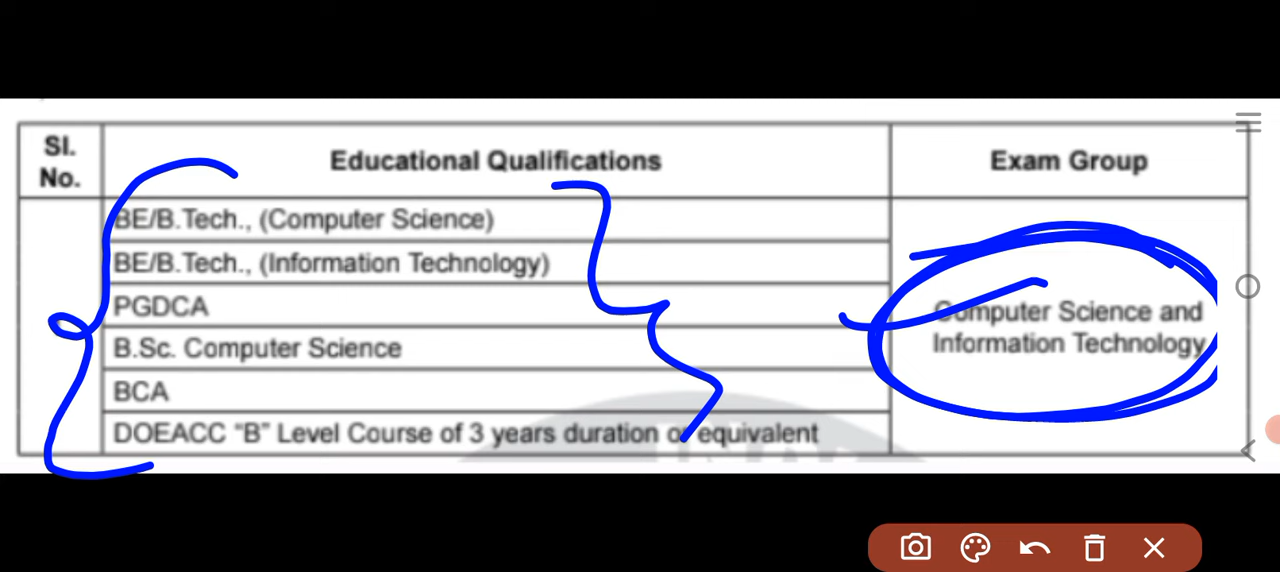 Sl.
No.
Educational Qualifications
Exam Group
BE/B.Tech., (Computer Science)
BE/B.Tech., (Information Technology)
PGDCA
B.Sc. Computer Science
BCA
DOEACC “B” Level Course of 3 years duration or equivalent
Computer Science and
Information Technology